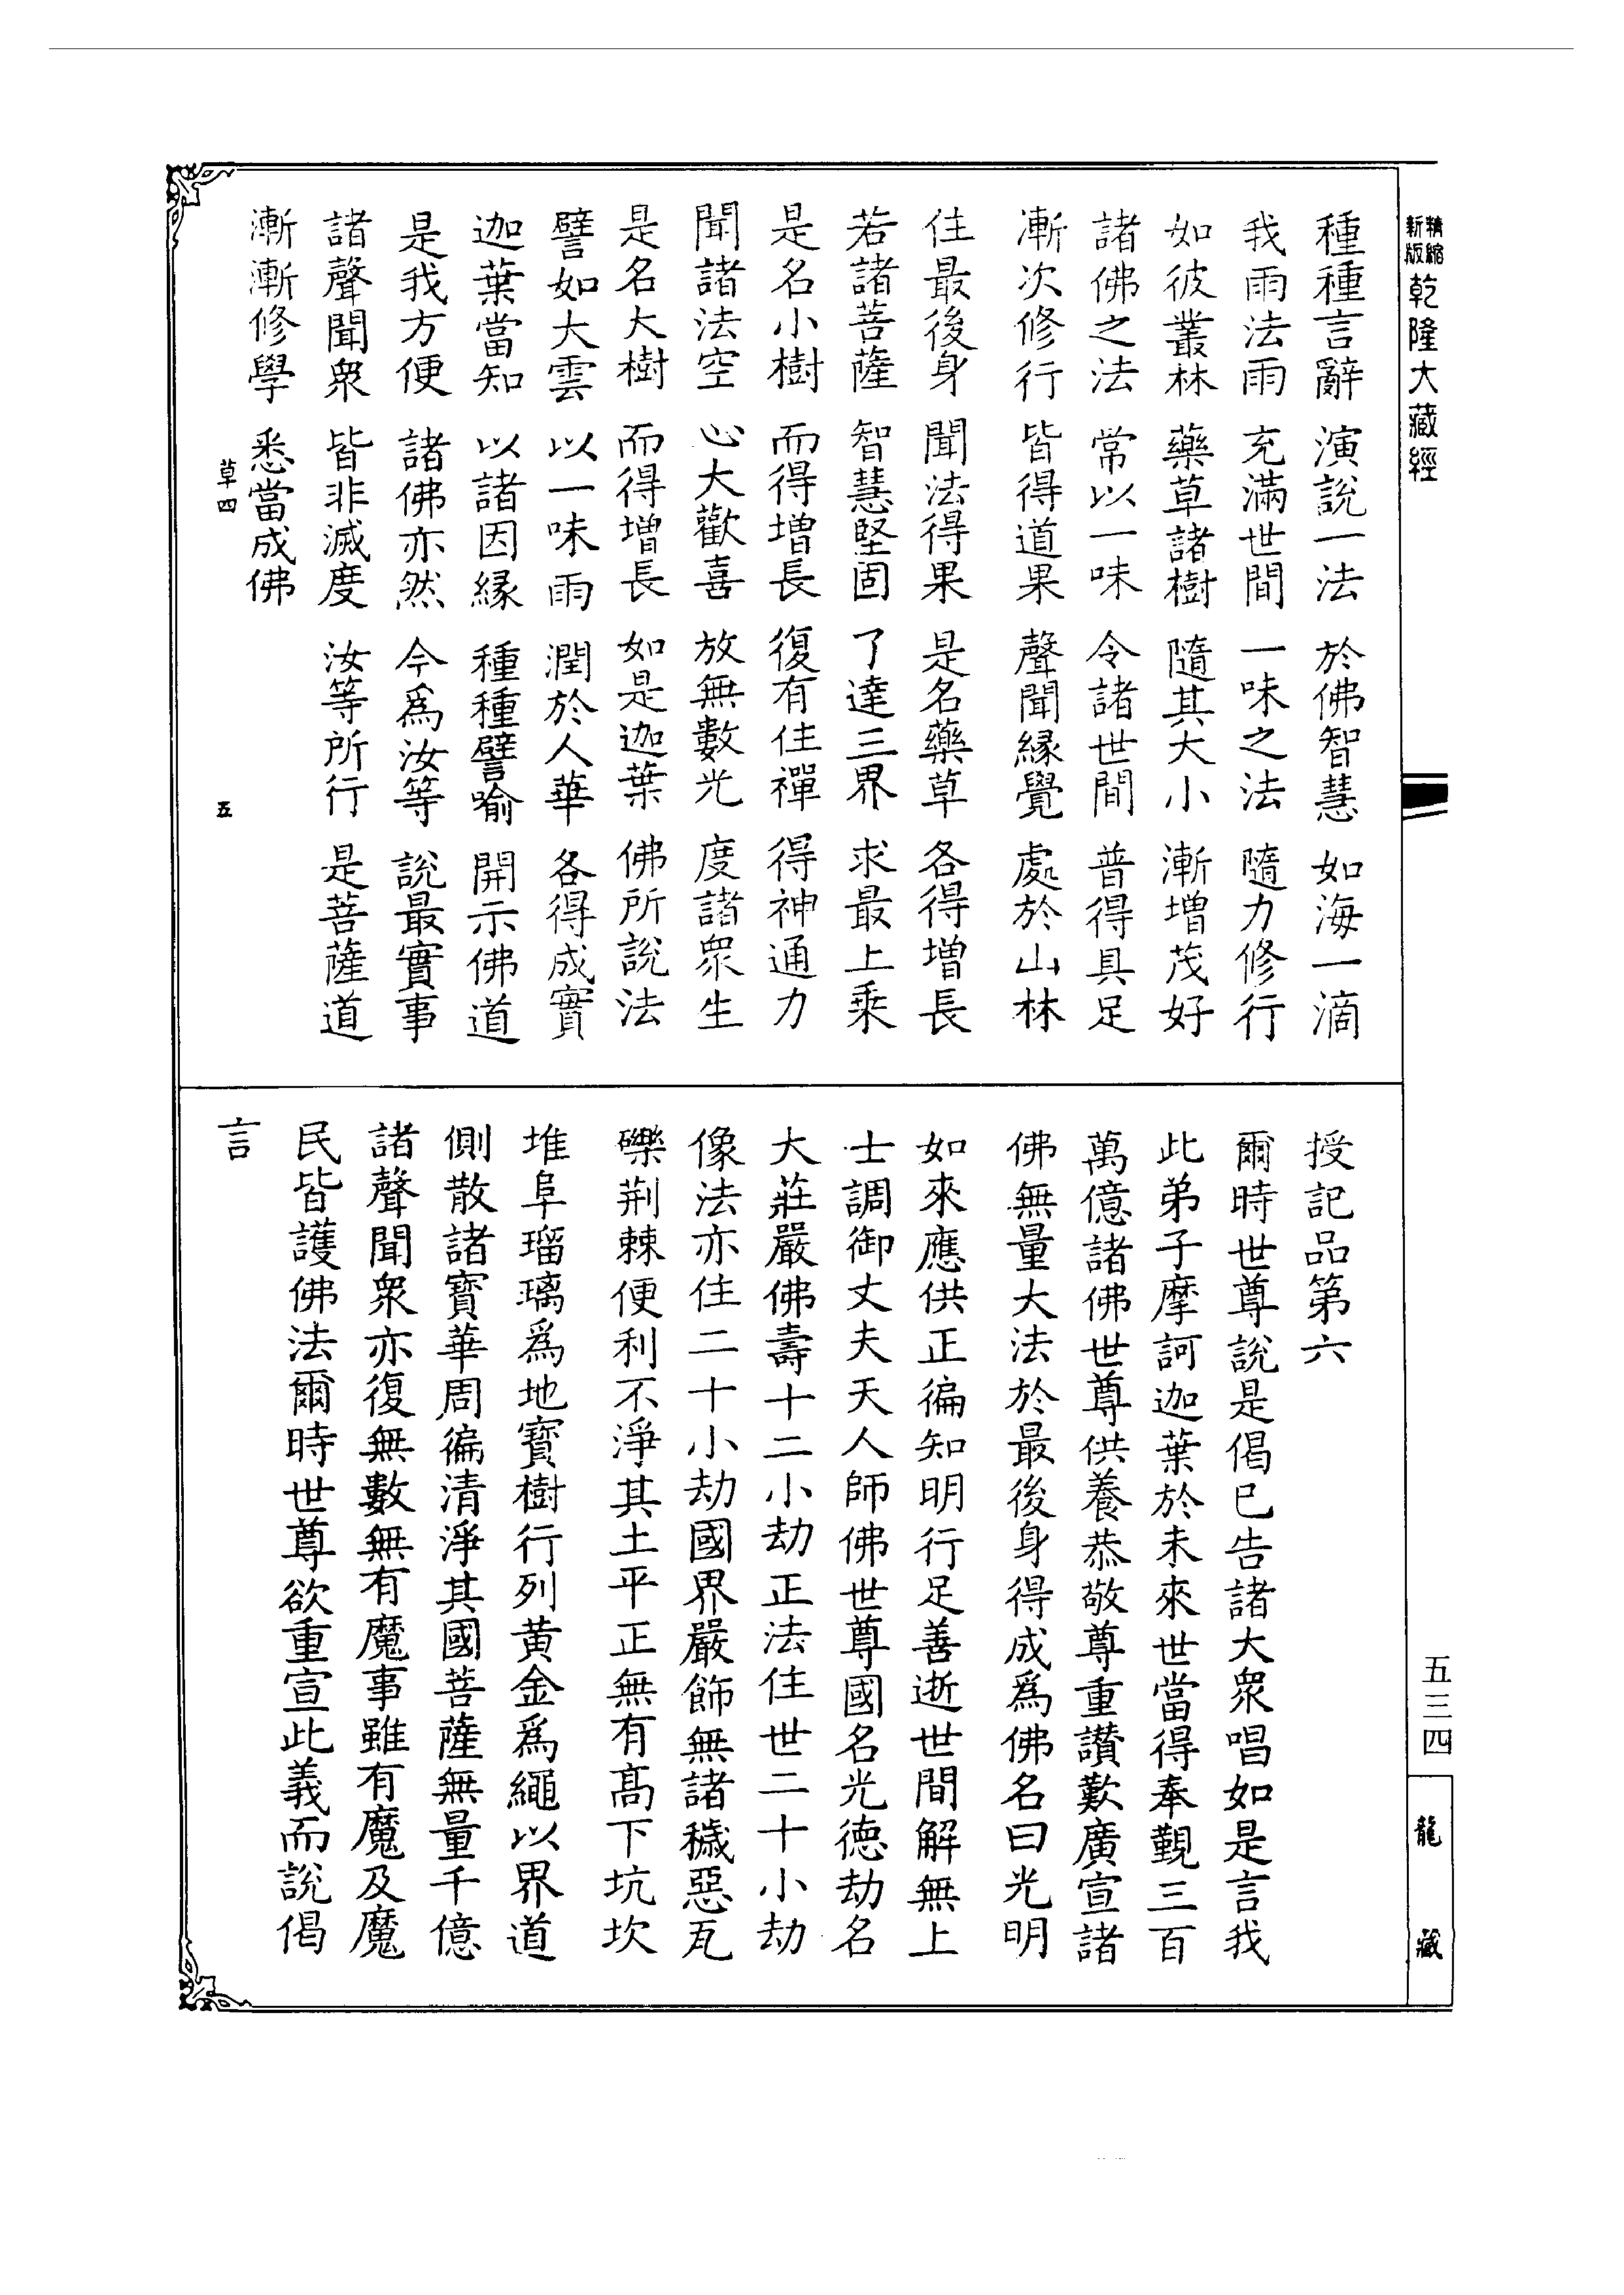 精縮
新版
乾隆大藏經
五三四
龍藏
種種言辭　演說一法　於佛智慧　如海一滴
我雨法雨　充滿世間　一味之法　隨力修行
如彼叢林　藥草諸樹　隨其大小　漸增茂好
諸佛之法　常以一味　令諸世間　普得具足
漸次修行　皆得道果　聲聞緣覺　處於山林
住最後身　聞法得果　是名藥草　各得增長
若諸菩薩　智慧堅固　了達三界　求最上乘
是名小樹　而得增長　復有住禪　得神通力
聞諸法空　心大歡喜　放無數光　度諸眾生
是名大樹　而得增長　如是迦葉　佛所說法
譬如大雲　以一味雨　潤於人華　各得成實
迦葉當知　以諸因緣　種種譬喻　開示佛道
是我方便　諸佛亦然　今為汝等　說最實事
諸聲聞眾　皆非滅度　汝等所行　是菩薩道
漸漸修學　悉當成佛
草四　五
授記品第六
爾時世尊說是偈已告諸大眾唱如是言我
此弟子摩訶迦葉於未來世當得奉覲三百
萬億諸佛世尊供養恭敬尊重讚歎廣宣諸
佛無量大法於最後身得成為佛名曰光明
如來應供正徧知明行足善逝世間解無上
士調御丈夫天人師佛世尊國名光德劫名
大莊嚴佛壽十二小劫正法住世二十小劫
像法亦住二十小劫國界嚴飾無諸穢惡瓦
礫荊棘便利不淨其土平正無有高下坑坎
堆阜瑠璃為地寶樹行列黃金為繩以界道
側散諸寶華周徧清淨其國菩薩無量千億
諸聲聞眾亦復無數無有魔事雖有魔及魔
民皆護佛法爾時世尊欲重宣此義而說偈
言